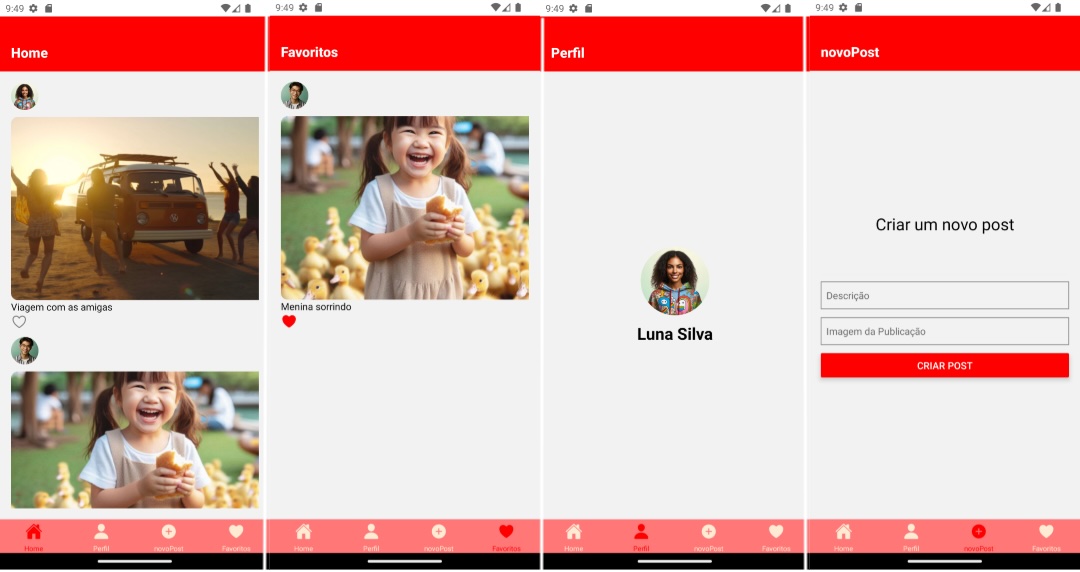 9:49
Home
Viagem com as amigas
Home
Perfil
novoPost
Favoritos
9:49
Favoritos
Menina sorrindo
Home
Perfil
novoPost
Favoritos
9:49
Perfil
Luna Silva
Home
Perfil
novoPost
Favoritos
9:49
novoPost
Criar um novo post
Descrição
Imagem da Publicação
CRIAR POST
Home
Perfil
novoPost
Favoritos